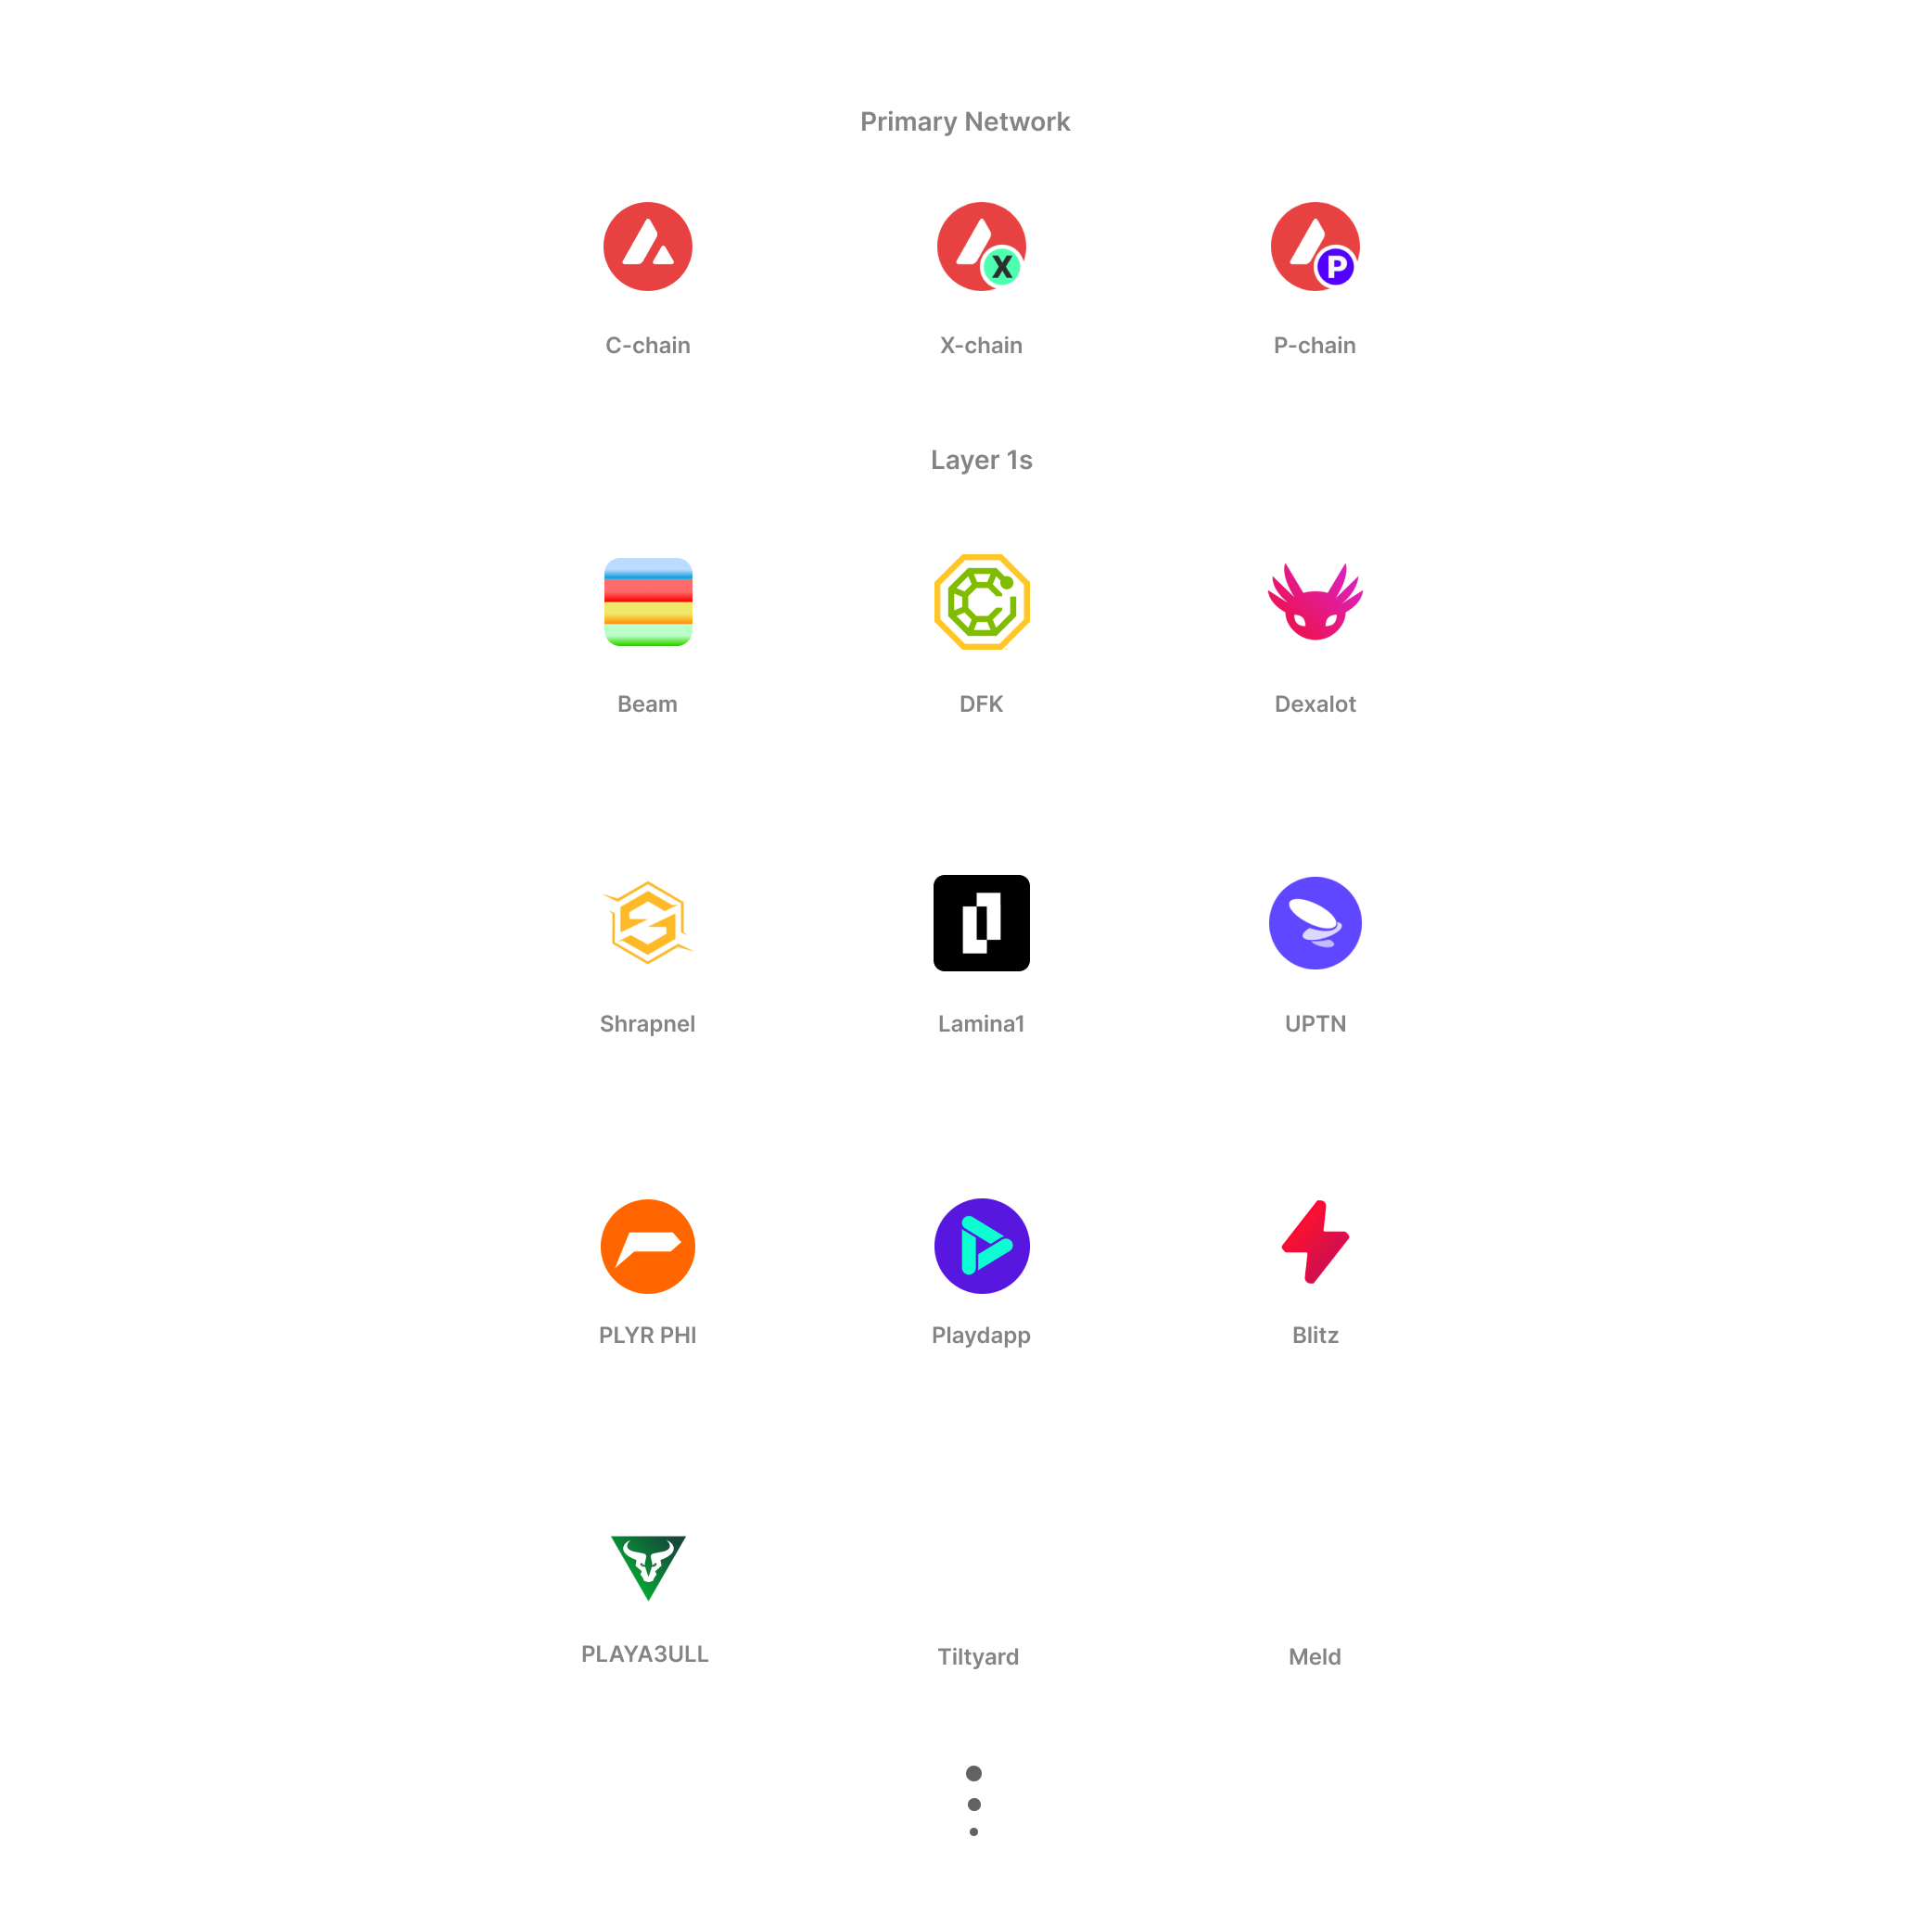 Primary Network
X
P
C-chain
X-chain
P-chain
Layer 1s
Beam
DFK
Dexalot
Shrapnel
Lamina1
UPTN
PLYR PHI
Playdapp
Blitz
PLAYA3ULL
Tiltyard
Meld